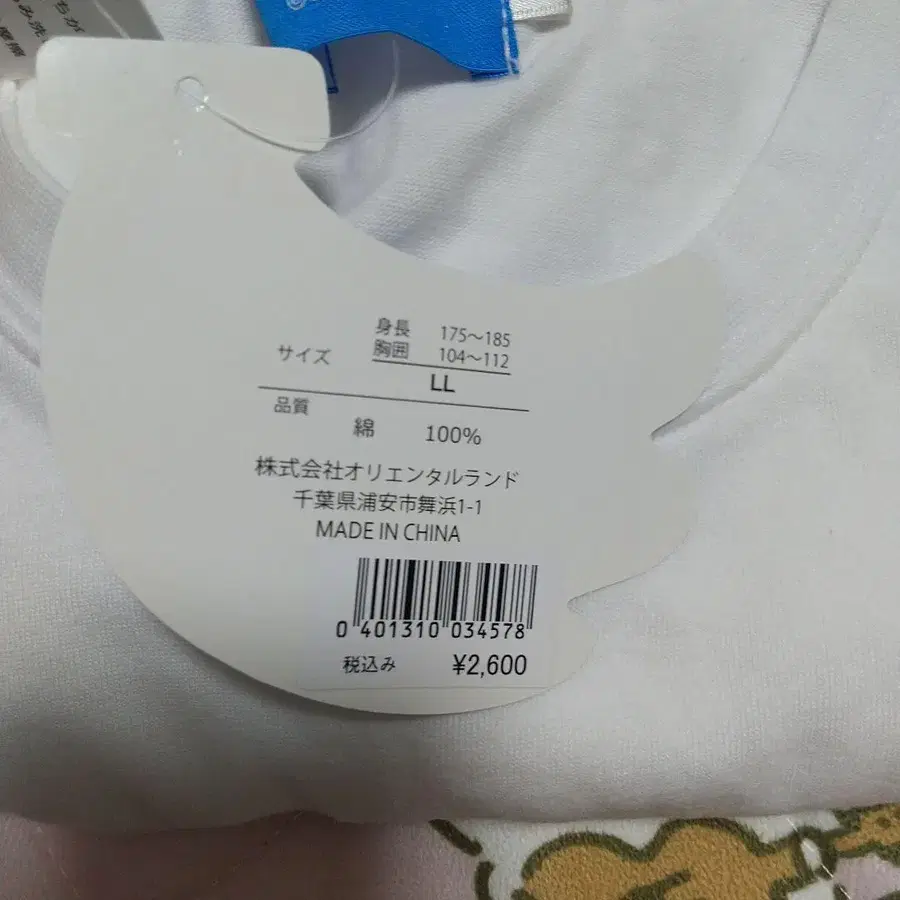 身長 175～185
サイズ 胸囲 104～112
LL
品質
綿 100%
株式会社オリエンタルランド
千葉県浦安市舞浜1-1
MADE IN CHINA
0 401310 034578
税込み ¥2,600